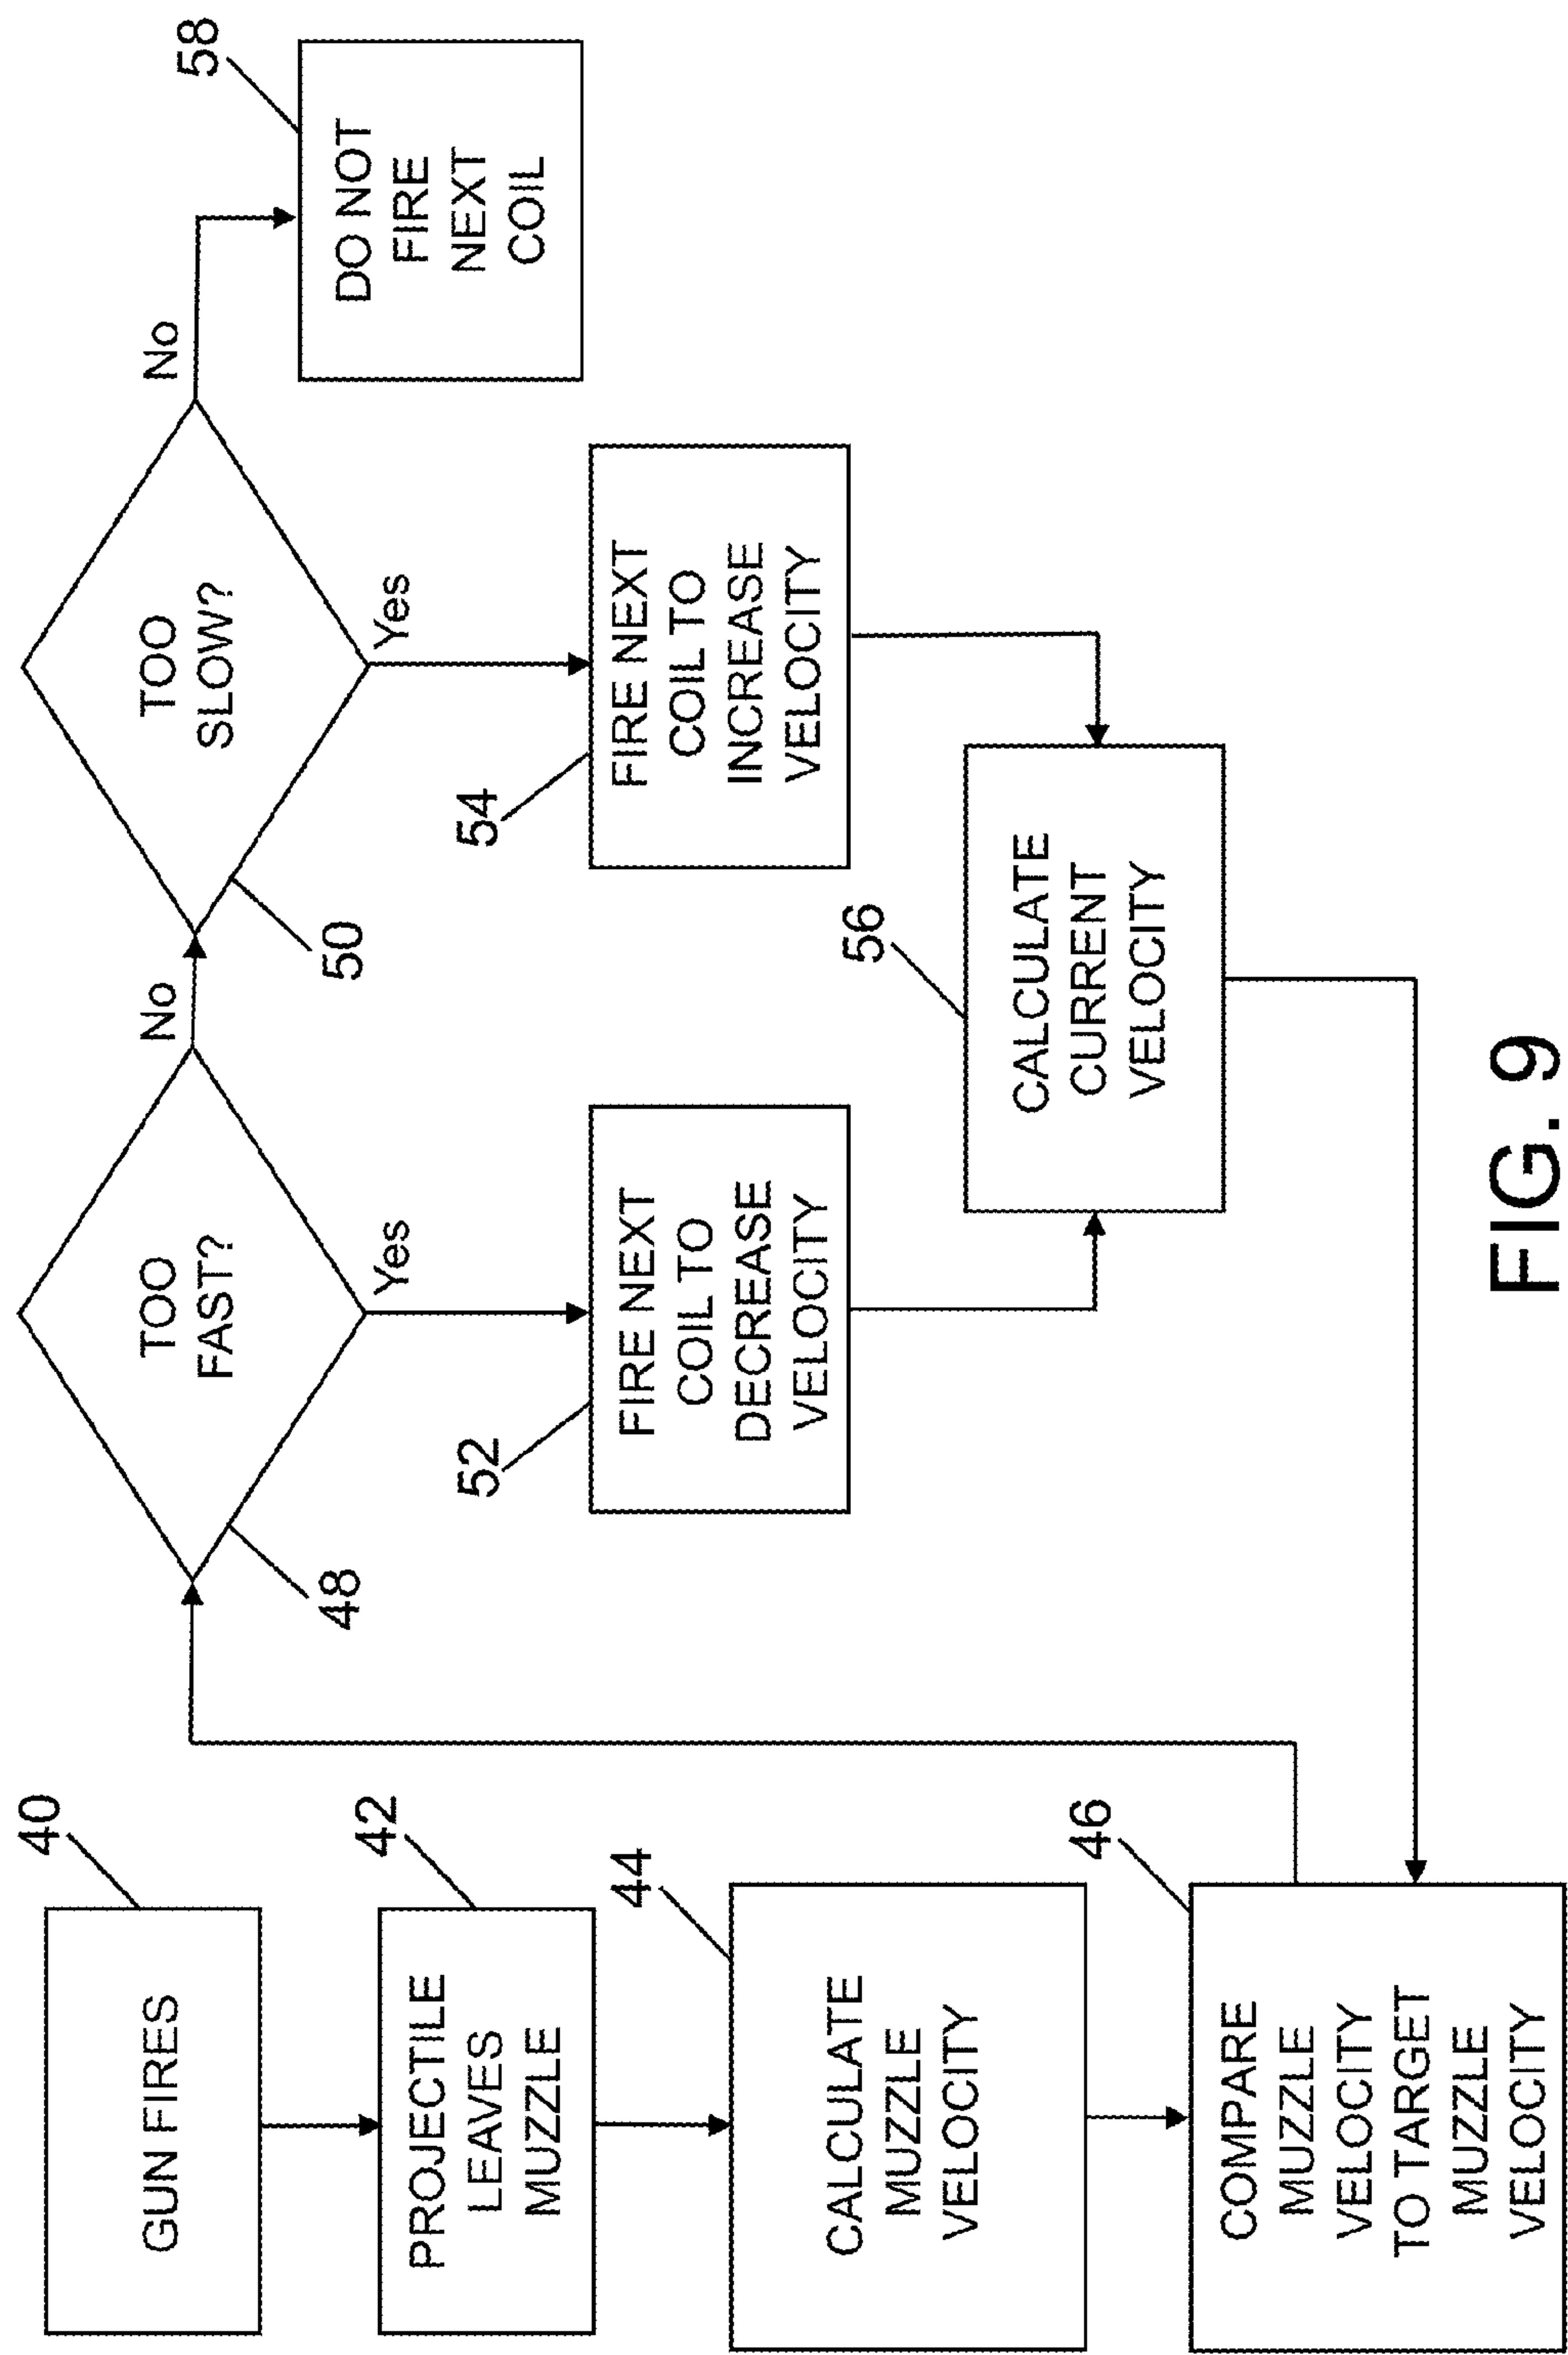 40
GUN FIRES
42
PROJECTILE
LEAVES
MUZZLE
44
CALCULATE
MUZZLE
VELOCITY
46
COMPARE
MUZZLE
VELOCITY
TO TARGET
MUZZLE
VELOCITY
48
TOO
FAST?
Yes
No
52
FIRE NEXT
COIL TO
DECREASE
VELOCITY
50
TOO
SLOW?
Yes
No
54
FIRE NEXT
COIL TO
INCREASE
VELOCITY
56
CALCULATE
CURRENT
VELOCITY
58
DO NOT
FIRE
NEXT
COIL
FIG. 9